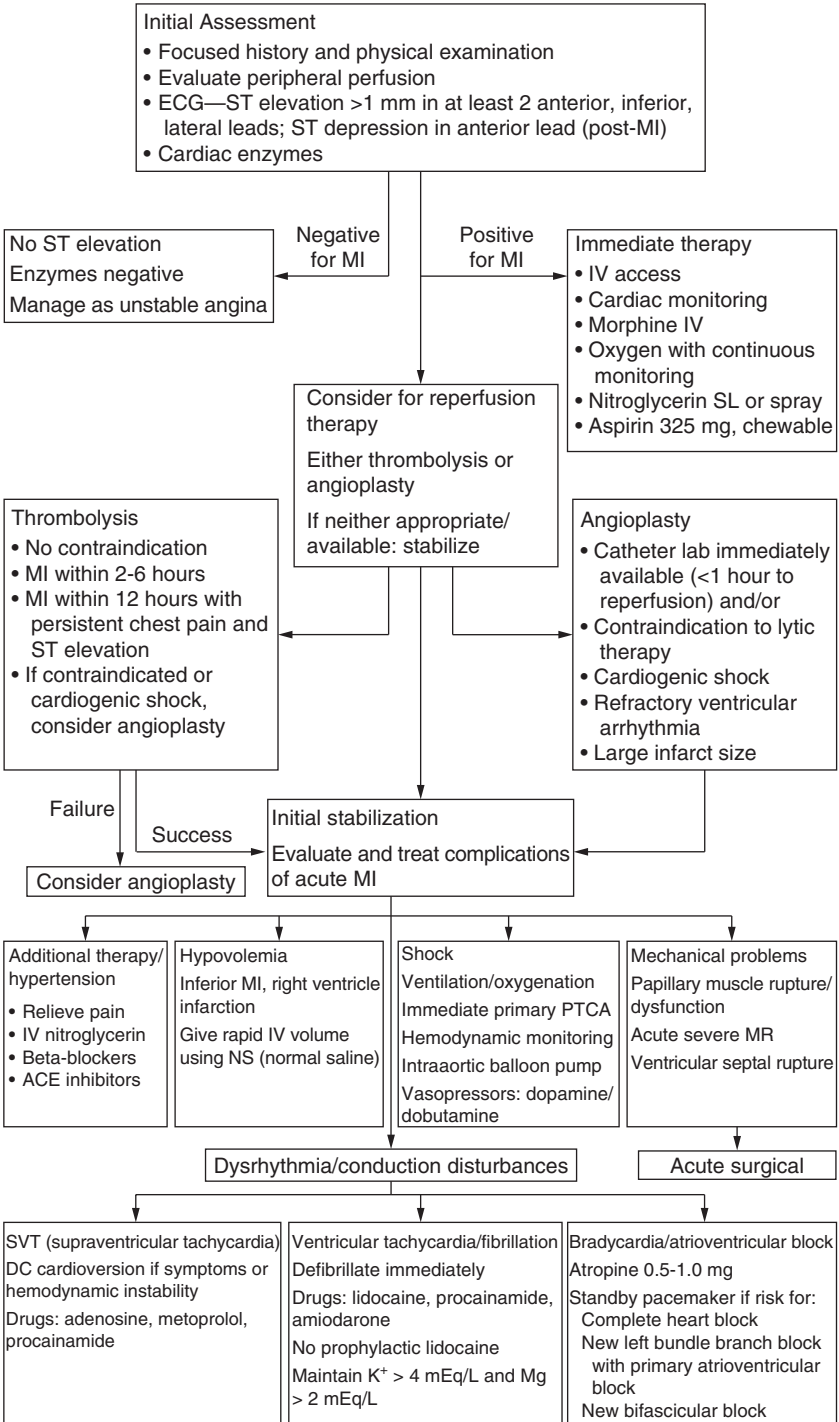 Initial Assessment
• Focused history and physical examination
• Evaluate peripheral perfusion
• ECG—ST elevation >1 mm in at least 2 anterior, inferior,
lateral leads; ST depression in anterior lead (post-MI)
• Cardiac enzymes
Negative
for MI
Positive
for MI
No ST elevation
Enzymes negative
Manage as unstable angina
Immediate therapy
• IV access
• Cardiac monitoring
• Morphine IV
• Oxygen with continuous
monitoring
• Nitroglycerin SL or spray
• Aspirin 325 mg, chewable
Consider for reperfusion
therapy
Either thrombolysis or
angioplasty
If neither appropriate/
available: stabilize
Thrombolysis
• No contraindication
• MI within 2-6 hours
• MI within 12 hours with
persistent chest pain and
ST elevation
• If contraindicated or
cardiogenic shock,
consider angioplasty
Angioplasty
• Catheter lab immediately
available (<1 hour to
reperfusion) and/or
• Contraindication to lytic
therapy
• Cardiogenic shock
• Refractory ventricular
arrhythmia
• Large infarct size
Failure
Success
Consider angioplasty
Initial stabilization
Evaluate and treat complications
of acute MI
Additional therapy/
hypertension
• Relieve pain
• IV nitroglycerin
• Beta-blockers
• ACE inhibitors
Hypovolemia
Inferior MI, right ventricle
infarction
Give rapid IV volume
using NS (normal saline)
Shock
Ventilation/oxygenation
Immediate primary PTCA
Hemodynamic monitoring
Intraaortic balloon pump
Vasopressors: dopamine/
dobutamine
Mechanical problems
Papillary muscle rupture/
dysfunction
Acute severe MR
Ventricular septal rupture
Dysrhythmia/conduction disturbances
Acute surgical
SVT (supraventricular tachycardia)
DC cardioversion if symptoms or
hemodynamic instability
Drugs: adenosine, metoprolol,
procainamide
Ventricular tachycardia/fibrillation
Defibrillate immediately
Drugs: lidocaine, procainamide,
amiodarone
No prophylactic lidocaine
Maintain K⁺ > 4 mEq/L and Mg
> 2 mEq/L
Bradycardia/atrioventricular block
Atropine 0.5-1.0 mg
Standby pacemaker if risk for:
Complete heart block
New left bundle branch block
with primary atrioventricular
block
New bifascicular block